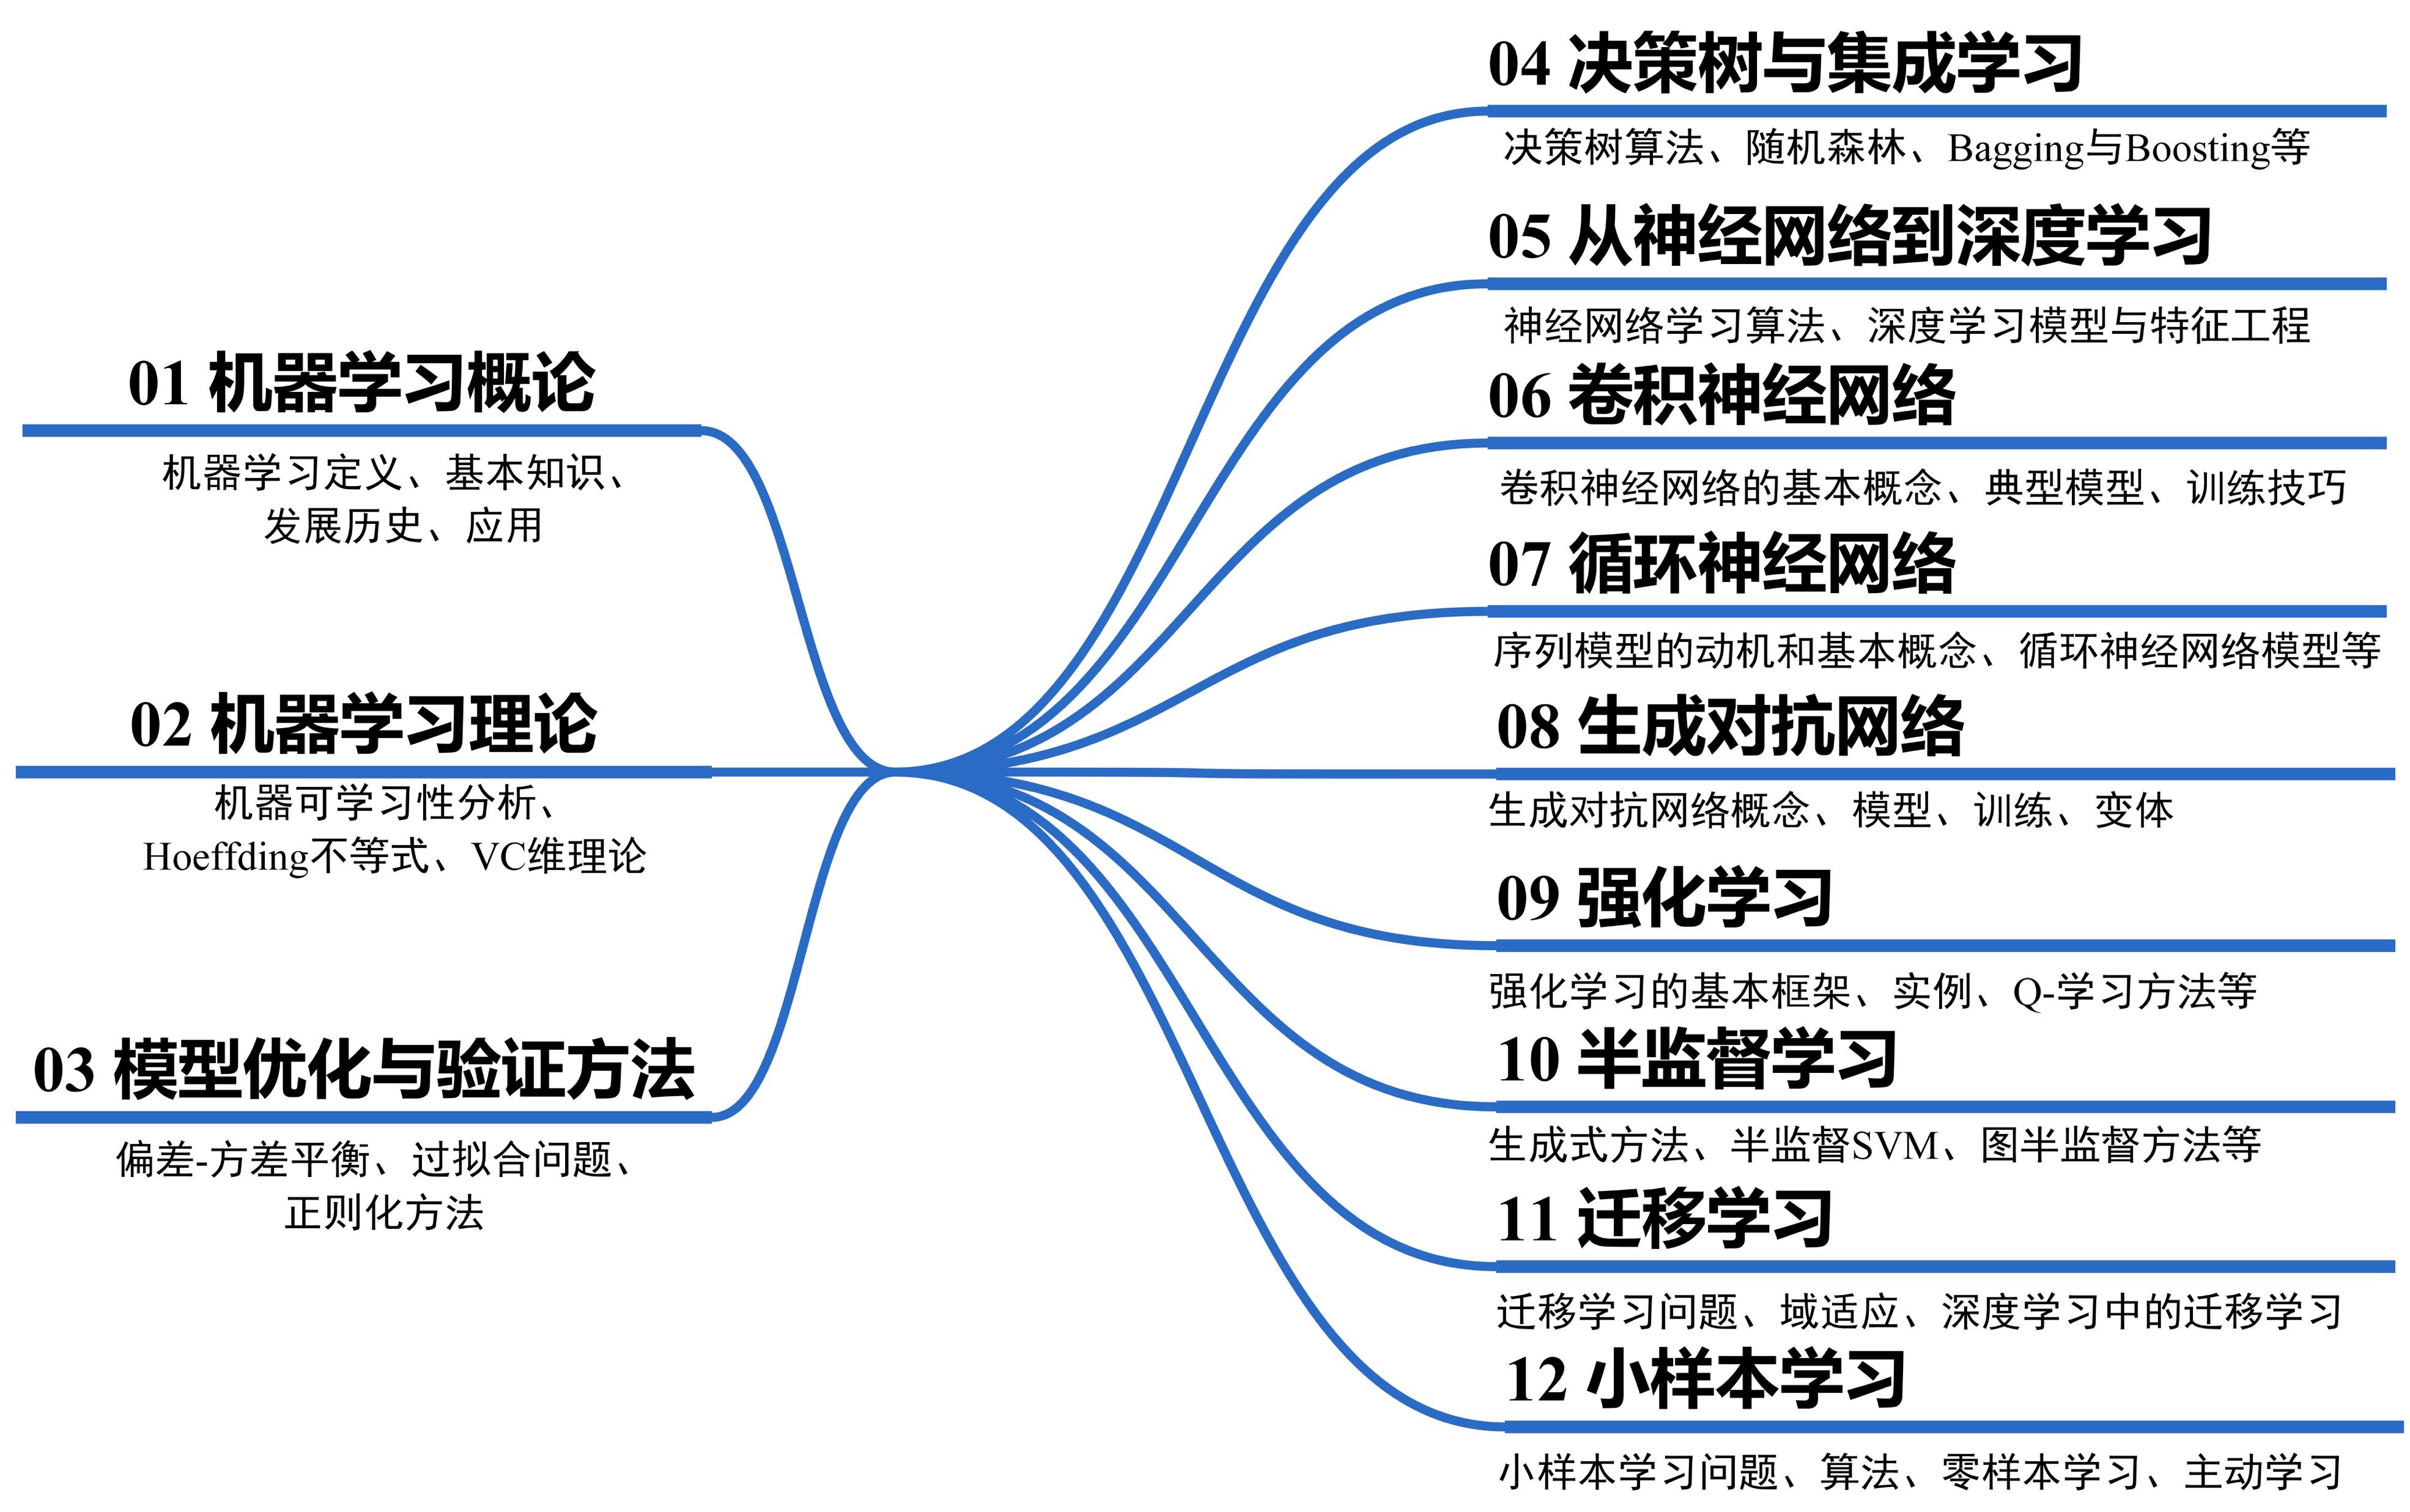 01 机器学习概论
机器学习定义、基本知识、
发展历史、应用
02 机器学习理论
机器可学习性分析、
Hoeffding不等式、VC维理论
03 模型优化与验证方法
偏差-方差平衡、过拟合问题、
正则化方法
04 决策树与集成学习
决策树算法、随机森林、Bagging与Boosting等
05 从神经网络到深度学习
神经网络学习算法、深度学习模型与特征工程
06 卷积神经网络
卷积神经网络的基本概念、典型模型、训练技巧
07 循环神经网络
序列模型的动机和基本概念、循环神经网络模型等
08 生成对抗网络
生成对抗网络概念、模型、训练、变体
09 强化学习
强化学习的基本框架、实例、Q-学习方法等
10 半监督学习
生成式方法、半监督SVM、图半监督方法等
11 迁移学习
迁移学习问题、域适应、深度学习中的迁移学习
12 小样本学习
小样本学习问题、算法、零样本学习、主动学习